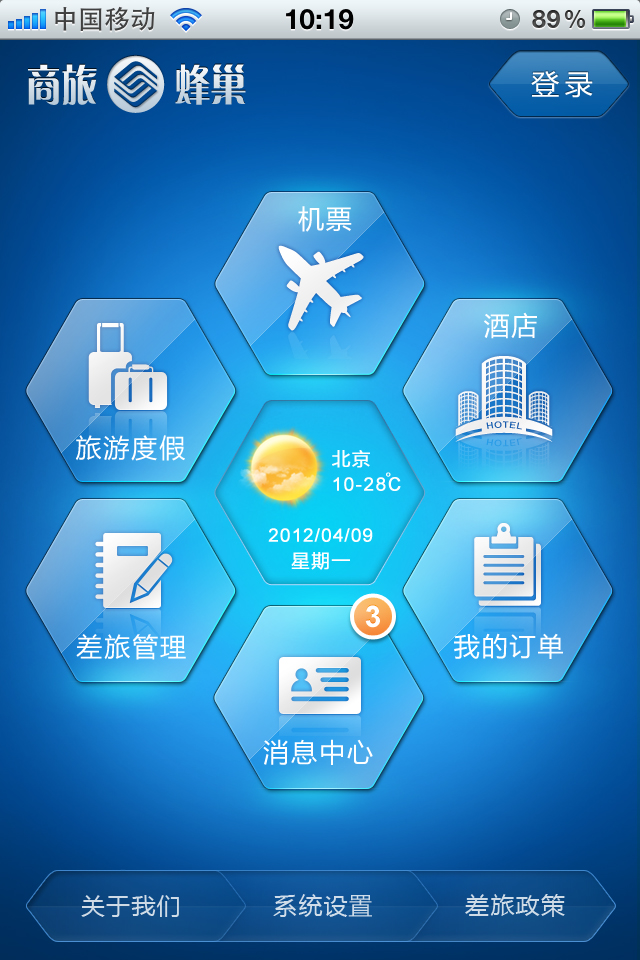 中国移动
10:19
89%
商旅 蜂巢
登录
机票
酒店
HOTEL
旅游度假
北京
10-28℃
2012/04/09
星期一
差旅管理
我的订单
3
消息中心
关于我们
系统设置
差旅政策